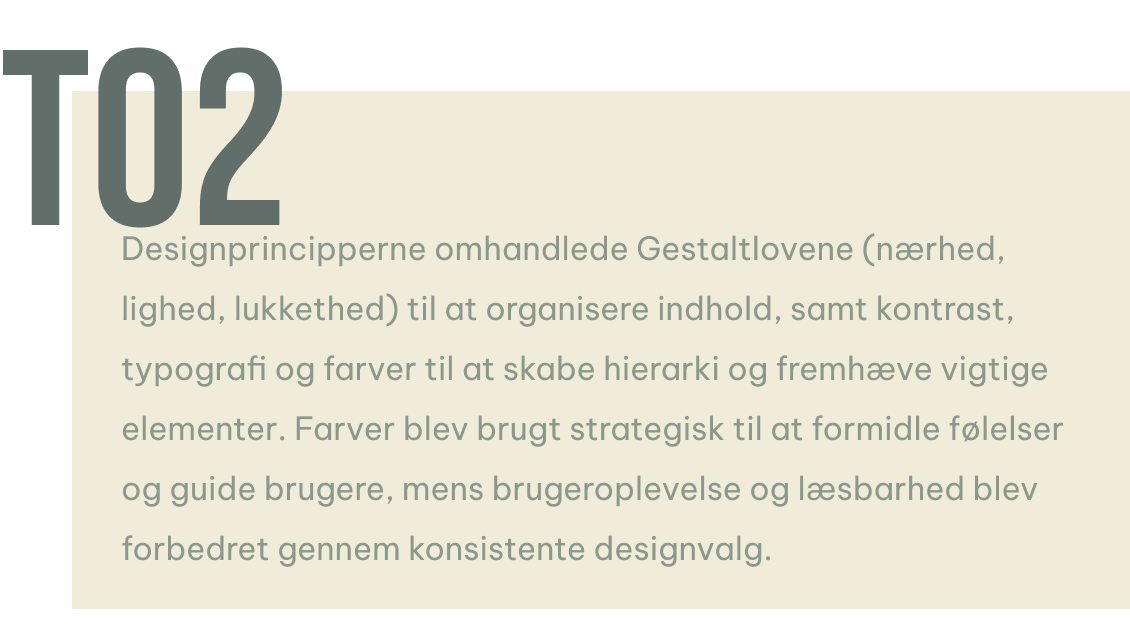 T02
Designprincipperne omhandlede Gestaltlovene (nærhed,
lighed, lukkethed) til at organisere indhold, samt kontrast,
typografi og farver til at skabe hierarki og fremhæve vigtige
elementer. Farver blev brugt strategisk til at formidle følelser
og guide brugere, mens brugeroplevelse og læsbarhed blev
forbedret gennem konsistente designvalg.